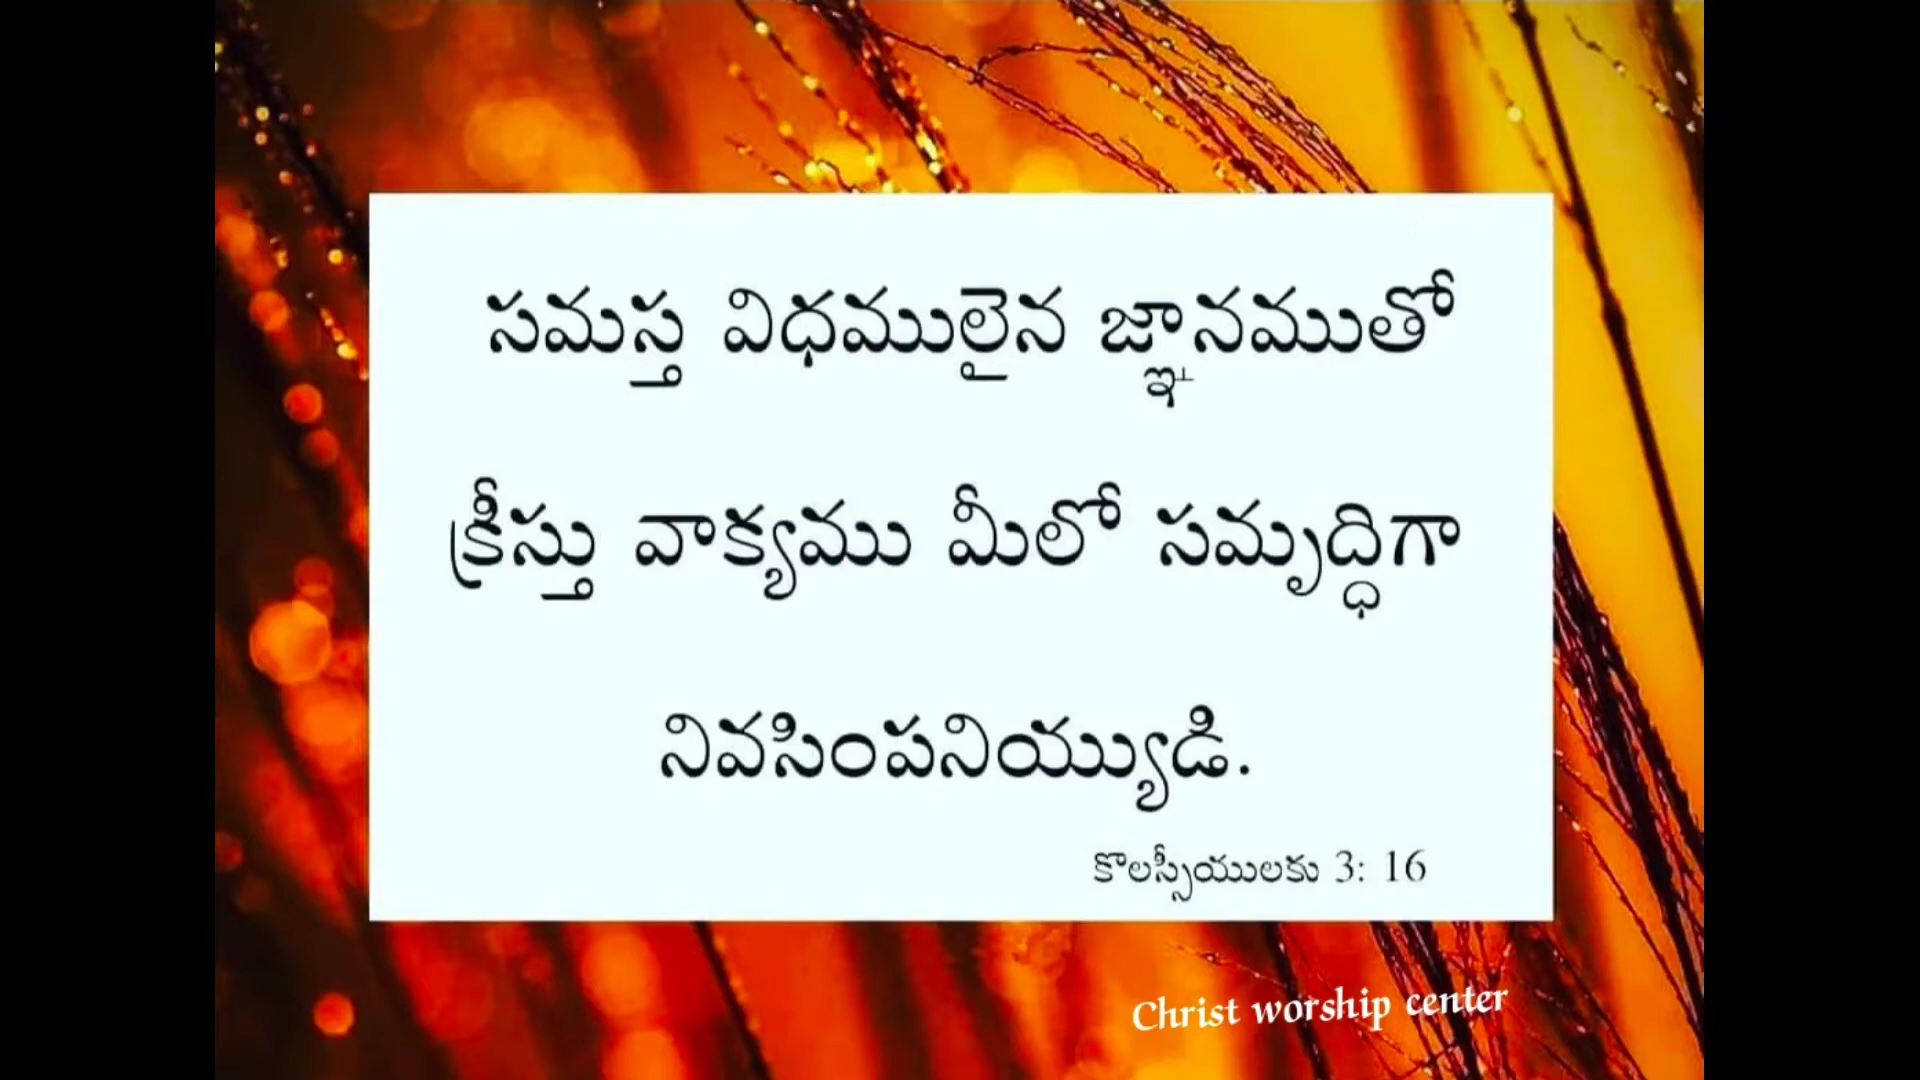 సమస్త విధములైన జ్ఞానముతో
క్రీస్తు వాక్యము మీలో సమృద్ధిగా
నివసింపనియ్యుడి.
కొలస్సీయులకు 3: 16
Christ worship center